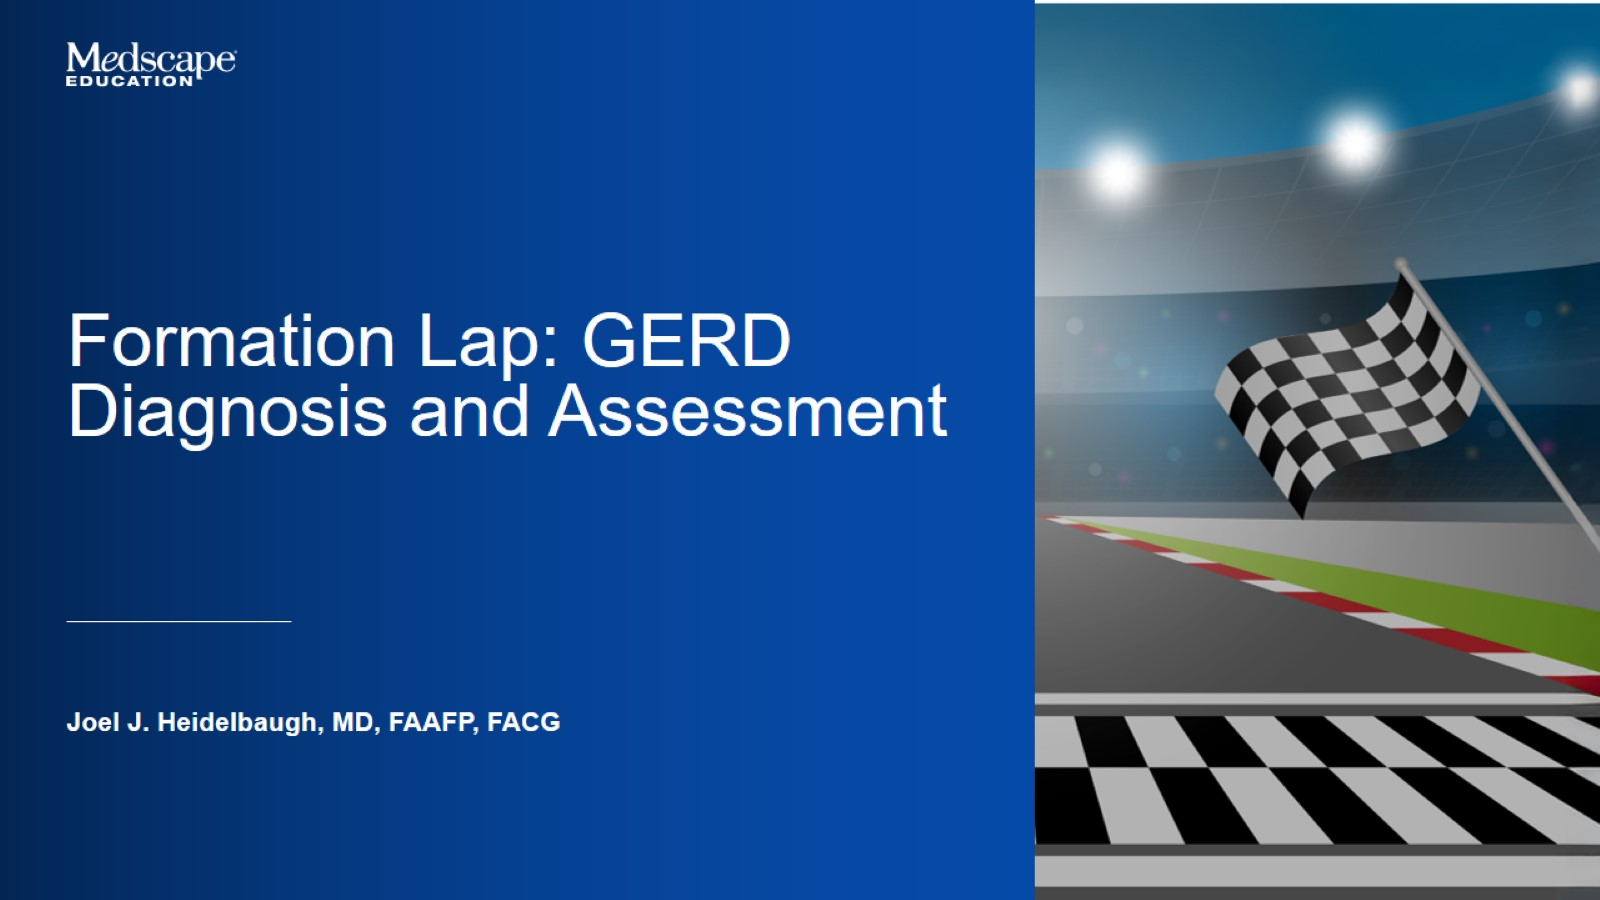 Medscape
EDUCATION
Formation Lap: GERD
Diagnosis and Assessment
Joel J. Heidelbaugh, MD, FAAFP, FACG